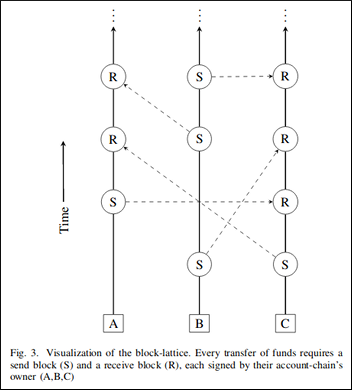 R S R
R S R
S R
S S
Time
A B C
Fig. 3. Visualization of the block-lattice. Every transfer of funds requires a
send block (S) and a receive block (R), each signed by their account-chain's
owner (A,B,C)